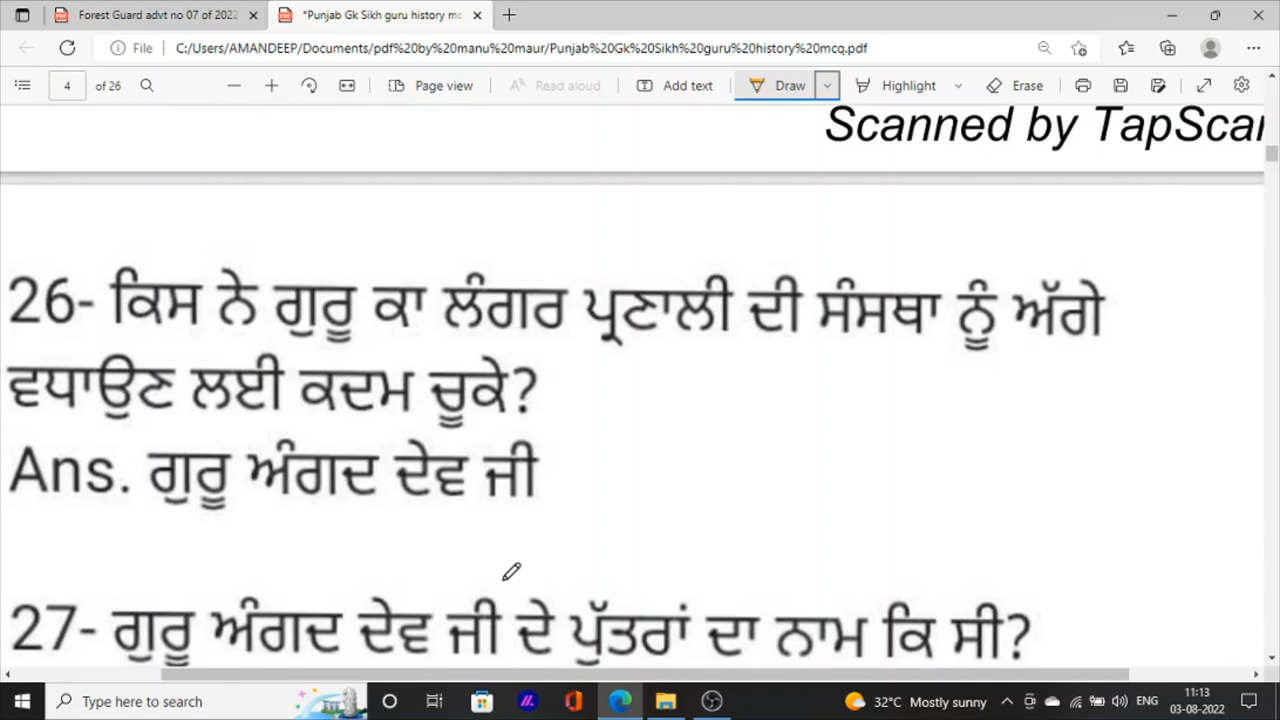 Forest Guard advt no 07 of 2022
*Punjab Gk Sikh guru history mc
File
C:/Users/AMANDEEP/Documents/pdf%20by%20manu%20maur/Punjab%20Gk%20Sikh%20guru%20history%20mcq.pdf
4 of 26
Page view
Read aloud
Add text
Draw
Highlight
Erase
Scanned by TapScan
26- ਕਿਸ ਨੇ ਗੁਰੂ ਕਾ ਲੰਗਰ ਪ੍ਰਣਾਲੀ ਦੀ ਸੰਸਥਾ ਨੂੰ ਅੱਗੇ
ਵਧਾਉਣ ਲਈ ਕਦਮ ਚੂਕੇ?
Ans. ਗੁਰੂ ਅੰਗਦ ਦੇਵ ਜੀ
27- ਗੁਰੂ ਅੰਗਦ ਦੇਵ ਜੀ ਦੇ ਪੁੱਤਰਾਂ ਦਾ ਨਾਮ ਕਿ ਸੀ?
Type here to search
32°C Mostly sunny
ENG
11:13
03-08-2022